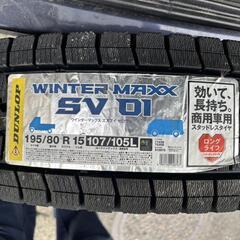 DUNLOP
WINTER MAXX
SV 01
ウインターマックス エスブイ ゼロワン
195/80 R 15 107/105L
効いて、
長持ち。
商用車用
スタッドレスタイヤ
ロング
ライフ